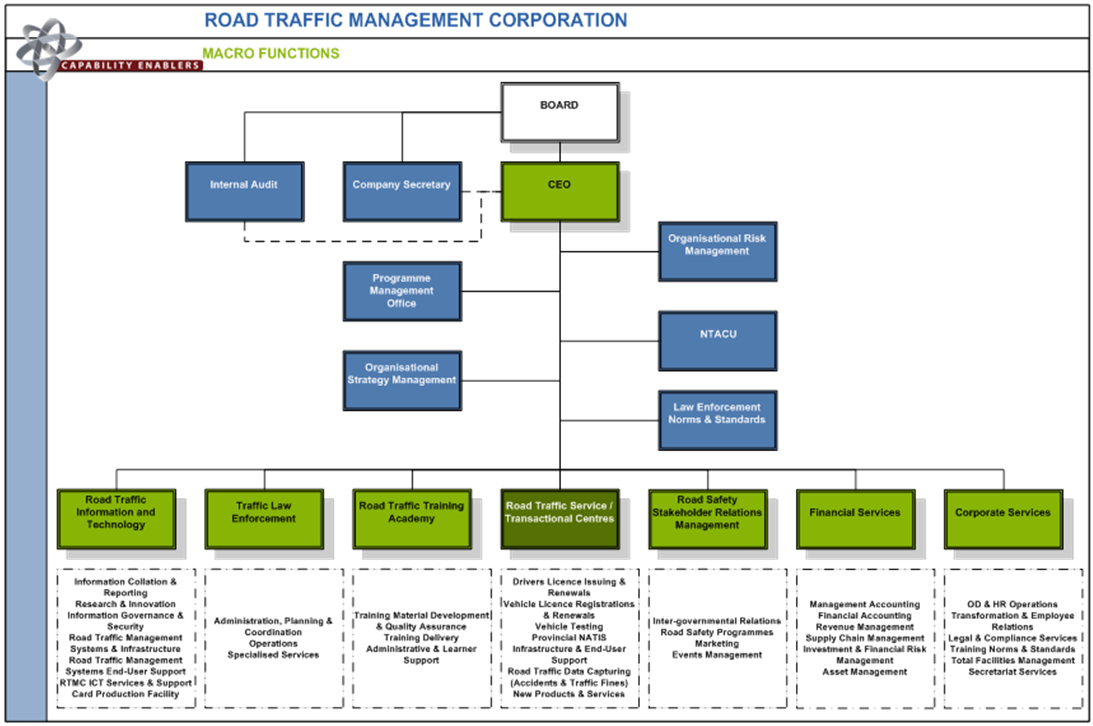 ROAD TRAFFIC MANAGEMENT CORPORATION
MACRO FUNCTIONS
CAPABILITY ENABLERS
BOARD
Internal Audit
Company Secretary
CEO
Organisational Risk
Management
Programme
Management
Office
NTACU
Organisational
Strategy Management
Law Enforcement
Norms & Standards
Road Traffic
Information and
Technology
Traffic Law
Enforcement
Road Traffic Training
Academy
Road Traffic Service /
Transactional Centres
Road Safety
Stakeholder Relations
Management
Financial Services
Corporate Services
Information Collation &
Reporting
Research & Innovation
Information Governance &
Security
Road Traffic Management
Systems & Infrastructure
Road Traffic Management
Systems End-User Support
RTMC ICT Services & Support
Card Production Facility
Administration, Planning &
Coordination
Operations
Specialised Services
Training Material Development
& Quality Assurance
Training Delivery
Administrative & Learner
Support
Drivers Licence Issuing &
Renewals
Vehicle Licence Registrations
& Renewals
Vehicle Testing
Provincial NATIS
Infrastructure & End-User
Support
Road Traffic Data Capturing
(Accidents & Traffic Fines)
New Products & Services
Inter-governmental Relations
Road Safety Programmes
Marketing
Events Management
Management Accounting
Financial Accounting
Revenue Management
Supply Chain Management
Investment & Financial Risk
Management
Asset Management
OD & HR Operations
Transformation & Employee
Relations
Legal & Compliance Services
Training Norms & Standards
Total Facilities Management
Secretariat Services